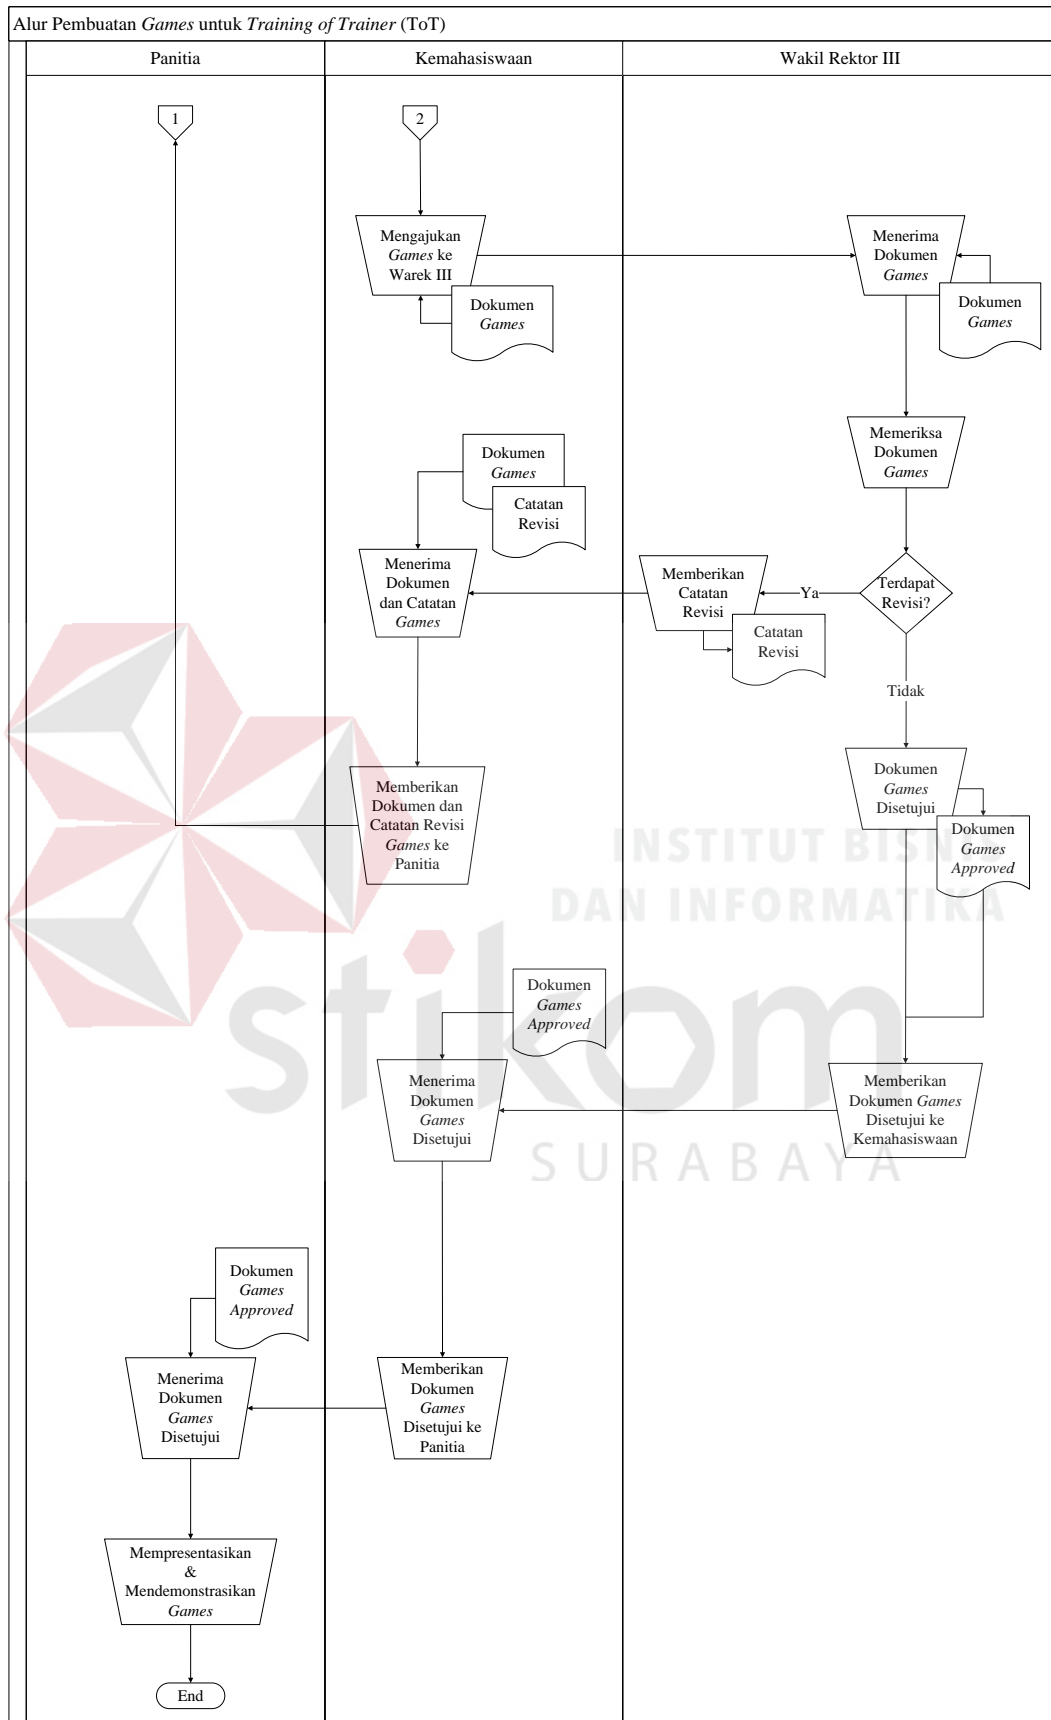 Alur Pembuatan Games untuk Training of Trainer (ToT)
Panitia
Kemahasiswaan
Wakil Rektor III
1
2
Mengajukan
Games ke
Warek III
Dokumen
Games
Menerima
Dokumen
Games
Dokumen
Games
Memeriksa
Dokumen
Games
Dokumen
Games
Catatan
Revisi
Menerima
Dokumen
dan Catatan
Games
Memberikan
Catatan
Revisi
Catatan
Revisi
Ya
Terdapat
Revisi?
Tidak
Memberikan
Dokumen dan
Catatan Revisi
Games ke
Panitia
Dokumen
Games
Disetujui
Dokumen
Games
Approved
INSTITUT BISNIS
DAN INFORMATIKA
stikom
SURABAYA
Dokumen
Games
Approved
Menerima
Dokumen
Games
Disetujui
Memberikan
Dokumen Games
Disetujui ke
Kemahasiswaan
Dokumen
Games
Approved
Menerima
Dokumen
Games
Disetujui
Memberikan
Dokumen
Games
Disetujui ke
Panitia
Mempresentasikan
&
Mendemonstrasikan
Games
End